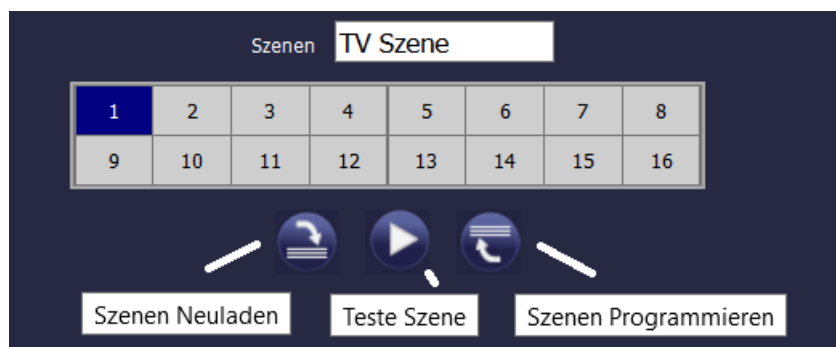 Szenen TV Szene
1 2 3 4 5 6 7 8
9 10 11 12 13 14 15 16
Szenen Neuladen Teste Szene Szenen Programmieren